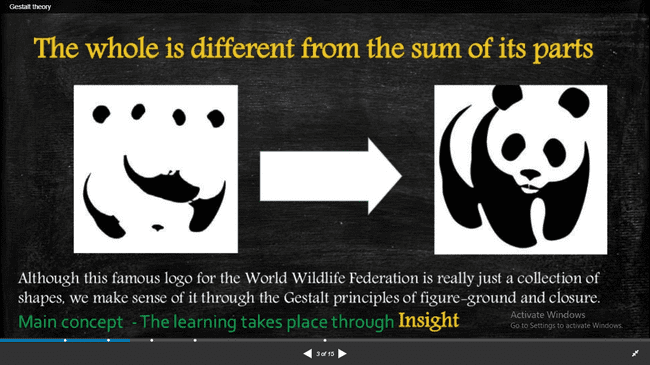 Gestalt theory
The whole is different from the sum of its parts
Although this famous logo for the World Wildlife Federation is really just a collection of
shapes, we make sense of it through the Gestalt principles of figure-ground and closure.
Main concept - The learning takes place through Insight
Activate Windows
Go to Settings to activate Windows.
3 of 15